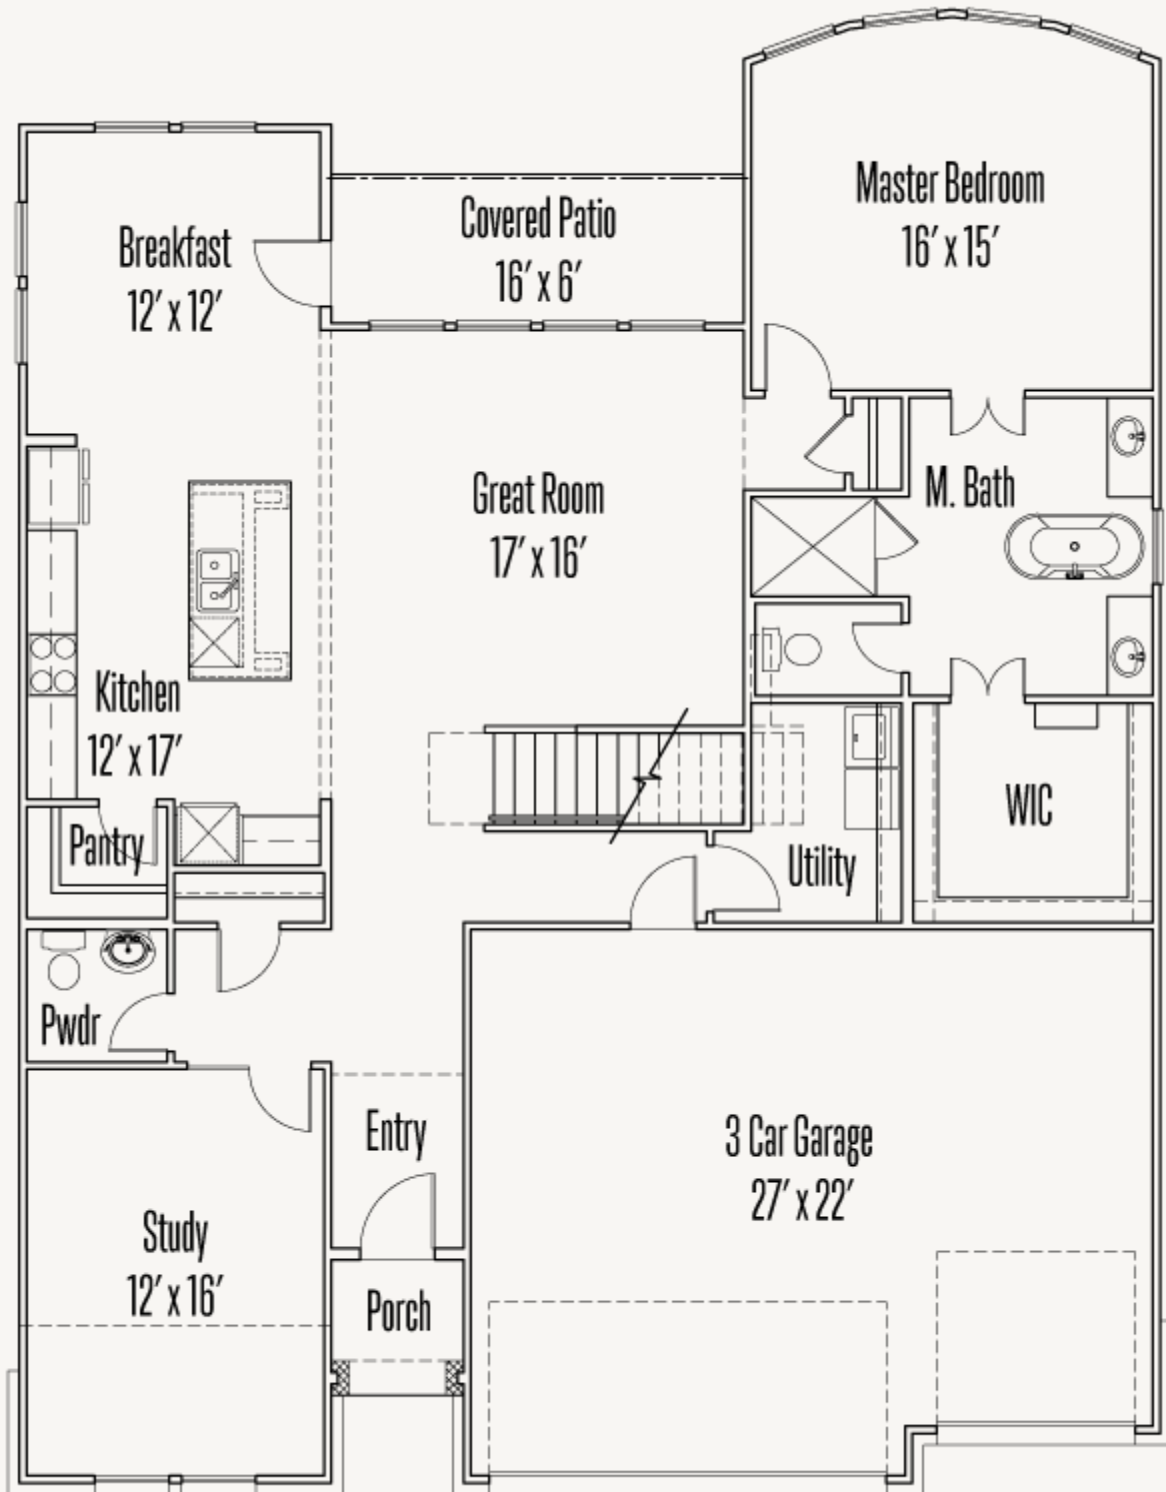 Master Bedroom
16' x 15'
Covered Patio
16' x 6'
Breakfast
12' x 12'
Great Room
17' x 16'
M. Bath
Kitchen
12' x 17'
WIC
Pantry
Utility
Pwdr
Entry
3 Car Garage
27' x 22'
Study
12' x 16'
Porch